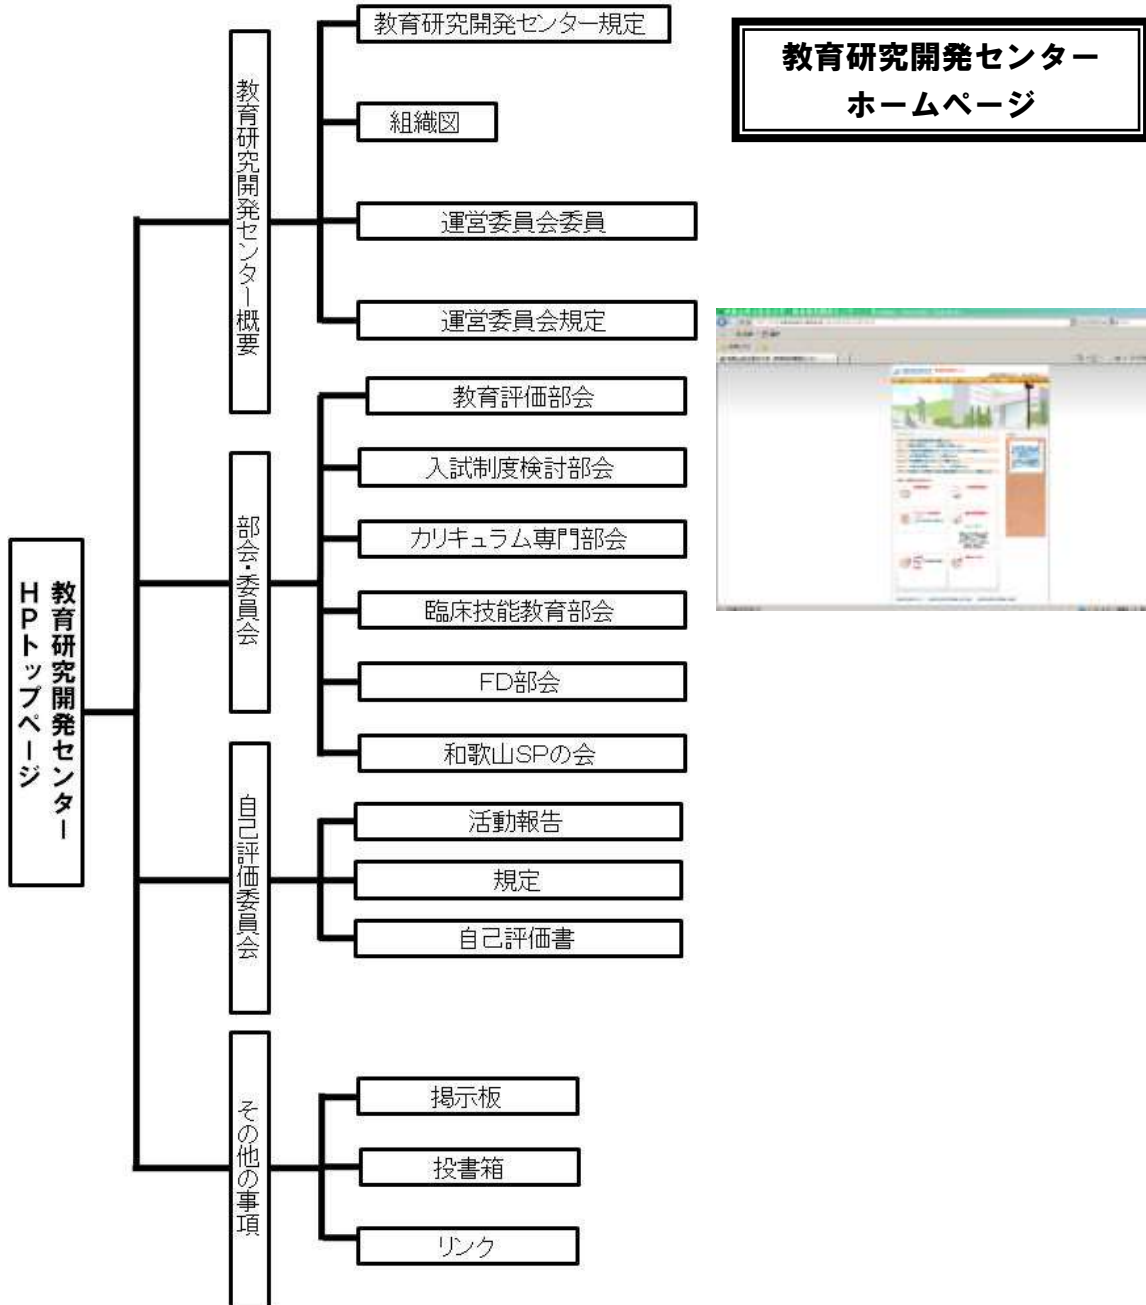 教育研究開発センター
ホームページ
教育研究開発センター
HPトップページ
教育研究開発センター概要
教育研究開発センター規定
組織図
運営委員会委員
運営委員会規定
部会・委員会
教育評価部会
入試制度検討部会
カリキュラム専門部会
臨床技能教育部会
FD部会
和歌山SPの会
自己評価委員会
活動報告
規定
自己評価書
その他の事項
掲示板
投書箱
リンク